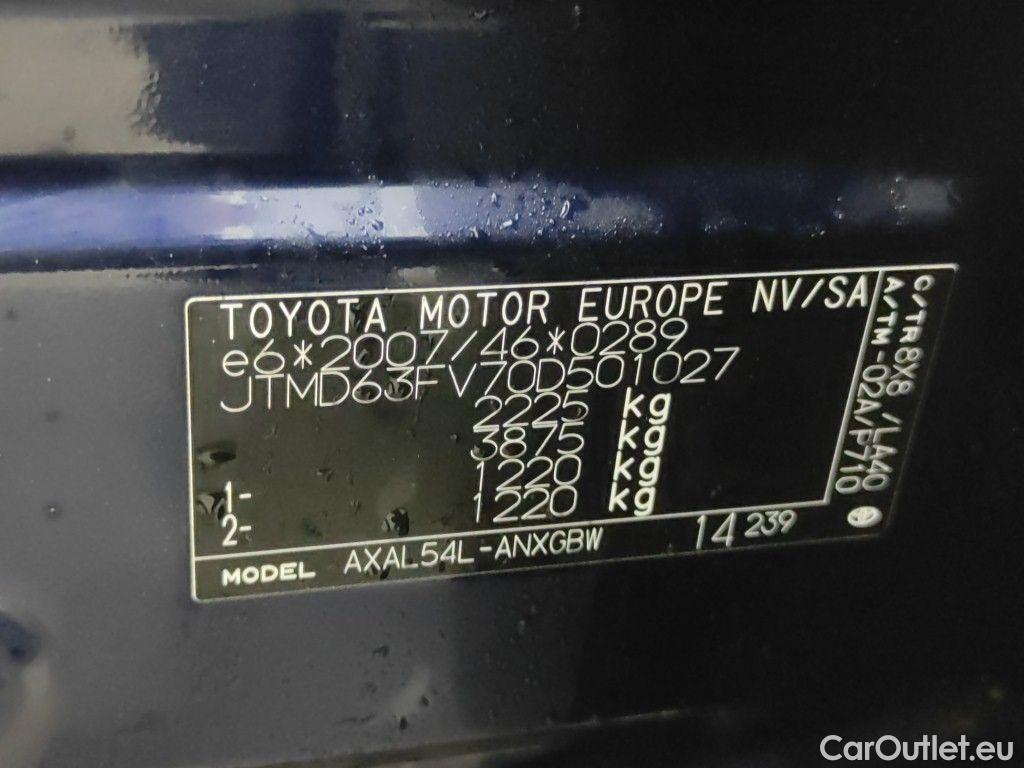 TOYOTA MOTOR EUROPE NV/SA
e6*2007/46*0289
JTMD63FV70D501027
2225 kg
3875 kg
1- 1220 kg
2- 1220 kg
MODEL AXAL54L-ANXGBW 14 239
C/TR 8X8 /LA40
A/TM-02A/P710
CarOutlet.eu